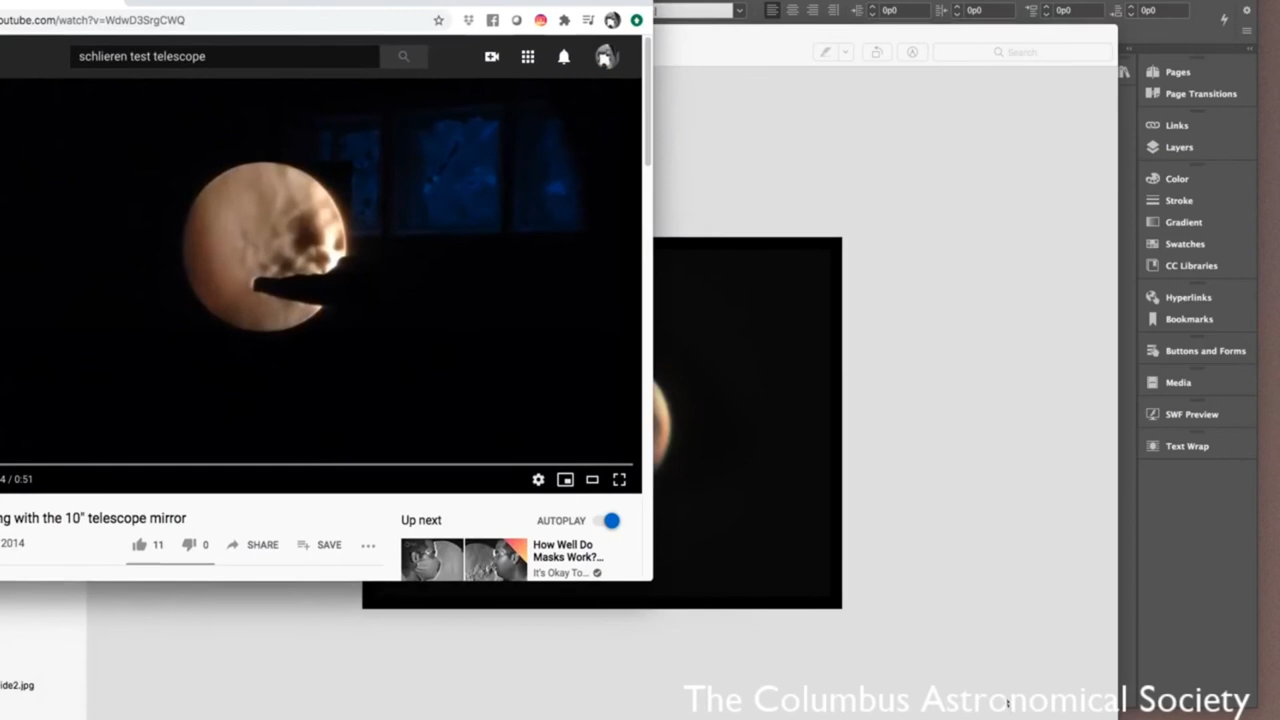 outube.com/watch?v=WdwD3SrgCWQ
0p0
0p0
0p0
0p0
schlieren test telescope
Search
Pages
Page Transitions
Links
Layers
Color
Stroke
Gradient
Swatches
CC Libraries
Hyperlinks
Bookmarks
Buttons and Forms
Media
SWF Preview
Text Wrap
4 / 0:51
ng with the 10" telescope mirror
2014
11
0
SHARE
SAVE
Up next
AUTOPLAY
How Well Do
Masks Work?...
It's Okay To...
ide2.jpg
The Columbus Astronomical Society